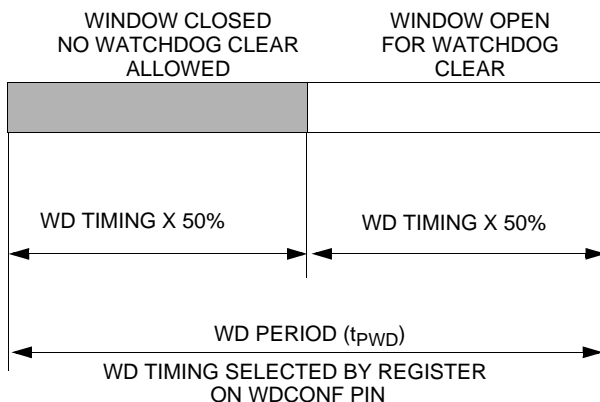 WINDOW CLOSED
NO WATCHDOG CLEAR
ALLOWED
WINDOW OPEN
FOR WATCHDOG
CLEAR
WD TIMING X 50%
WD TIMING X 50%
WD PERIOD (tPWD)
WD TIMING SELECTED BY REGISTER
ON WDCONF PIN